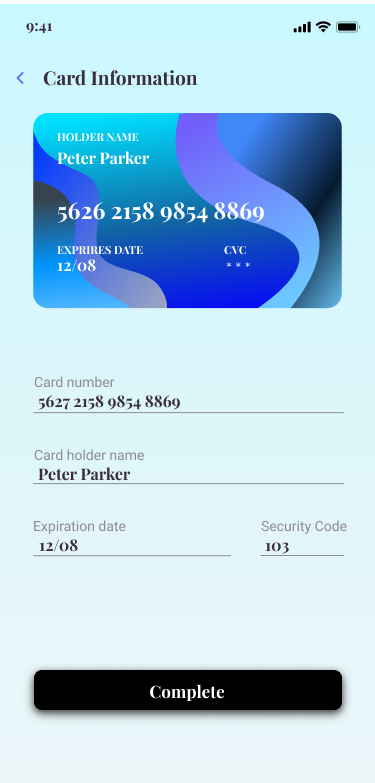 9:41
Card Information
HOLDER NAME
Peter Parker
5626 2158 9854 8869
EXPRIRES DATE CVC
12/08 * * *
Card number
5627 2158 9854 8869
Card holder name
Peter Parker
Expiration date Security Code
12/08 103
Complete